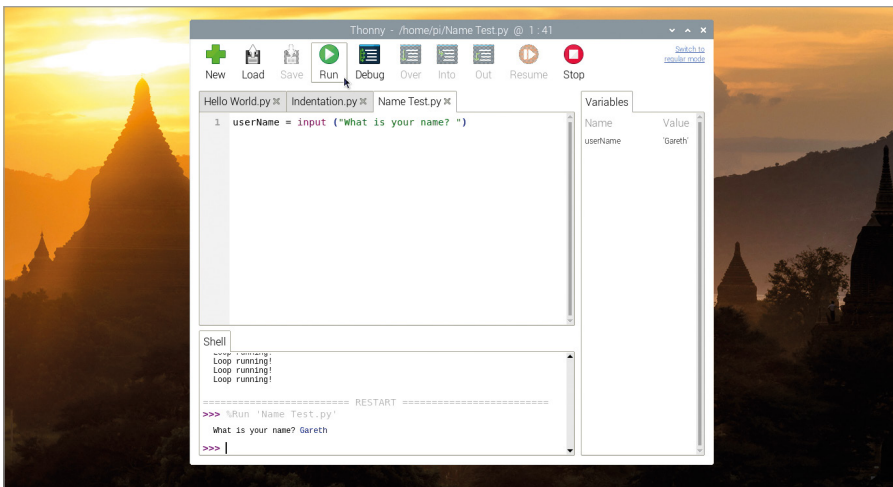 Thonny - /home/pi/Name Test.py @ 1 : 41
New Load Save Run Debug Over Into Out Resume Stop
Switch to
regular mode
Hello World.py Indentation.py Name Test.py
Variables
1 userName = input ("What is your name? ")
Name Value
userName 'Gareth'
Shell
Loop running!
Loop running!
Loop running!
Loop running!
========================= RESTART =========================
>>> %Run 'Name Test.py'
What is your name? Gareth
>>>